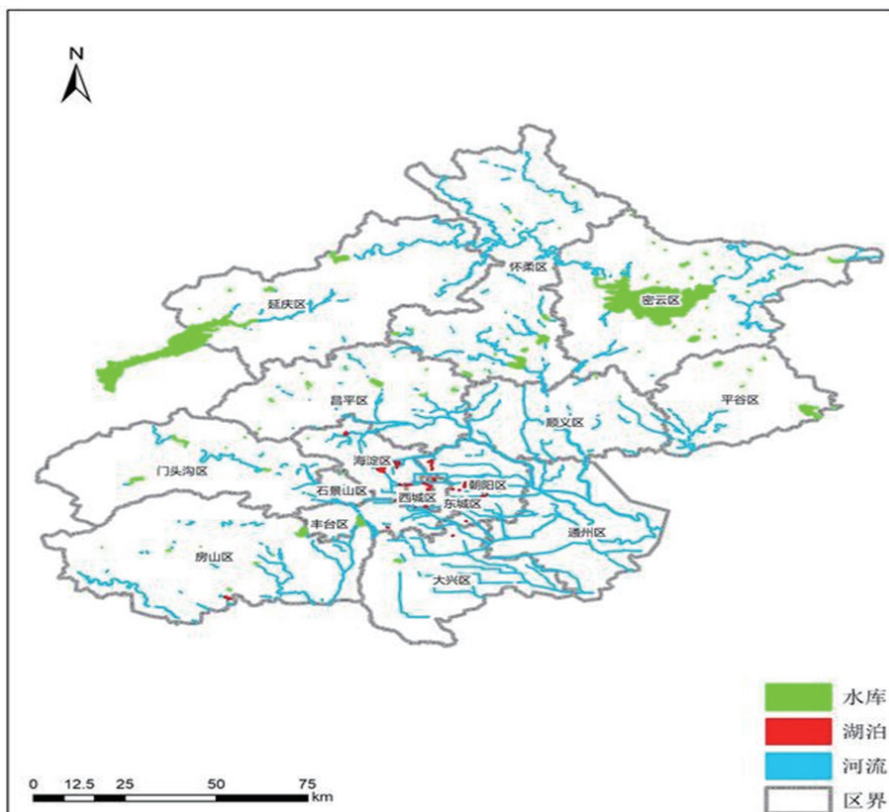 N
怀柔区
延庆区
密云区
昌平区
平谷区
顺义区
海淀区
门头沟区
石景山区
朝阳区
西城区
东城区
丰台区
通州区
房山区
大兴区
水库
湖泊
河流
区界
0 12.5 25 50 75
km